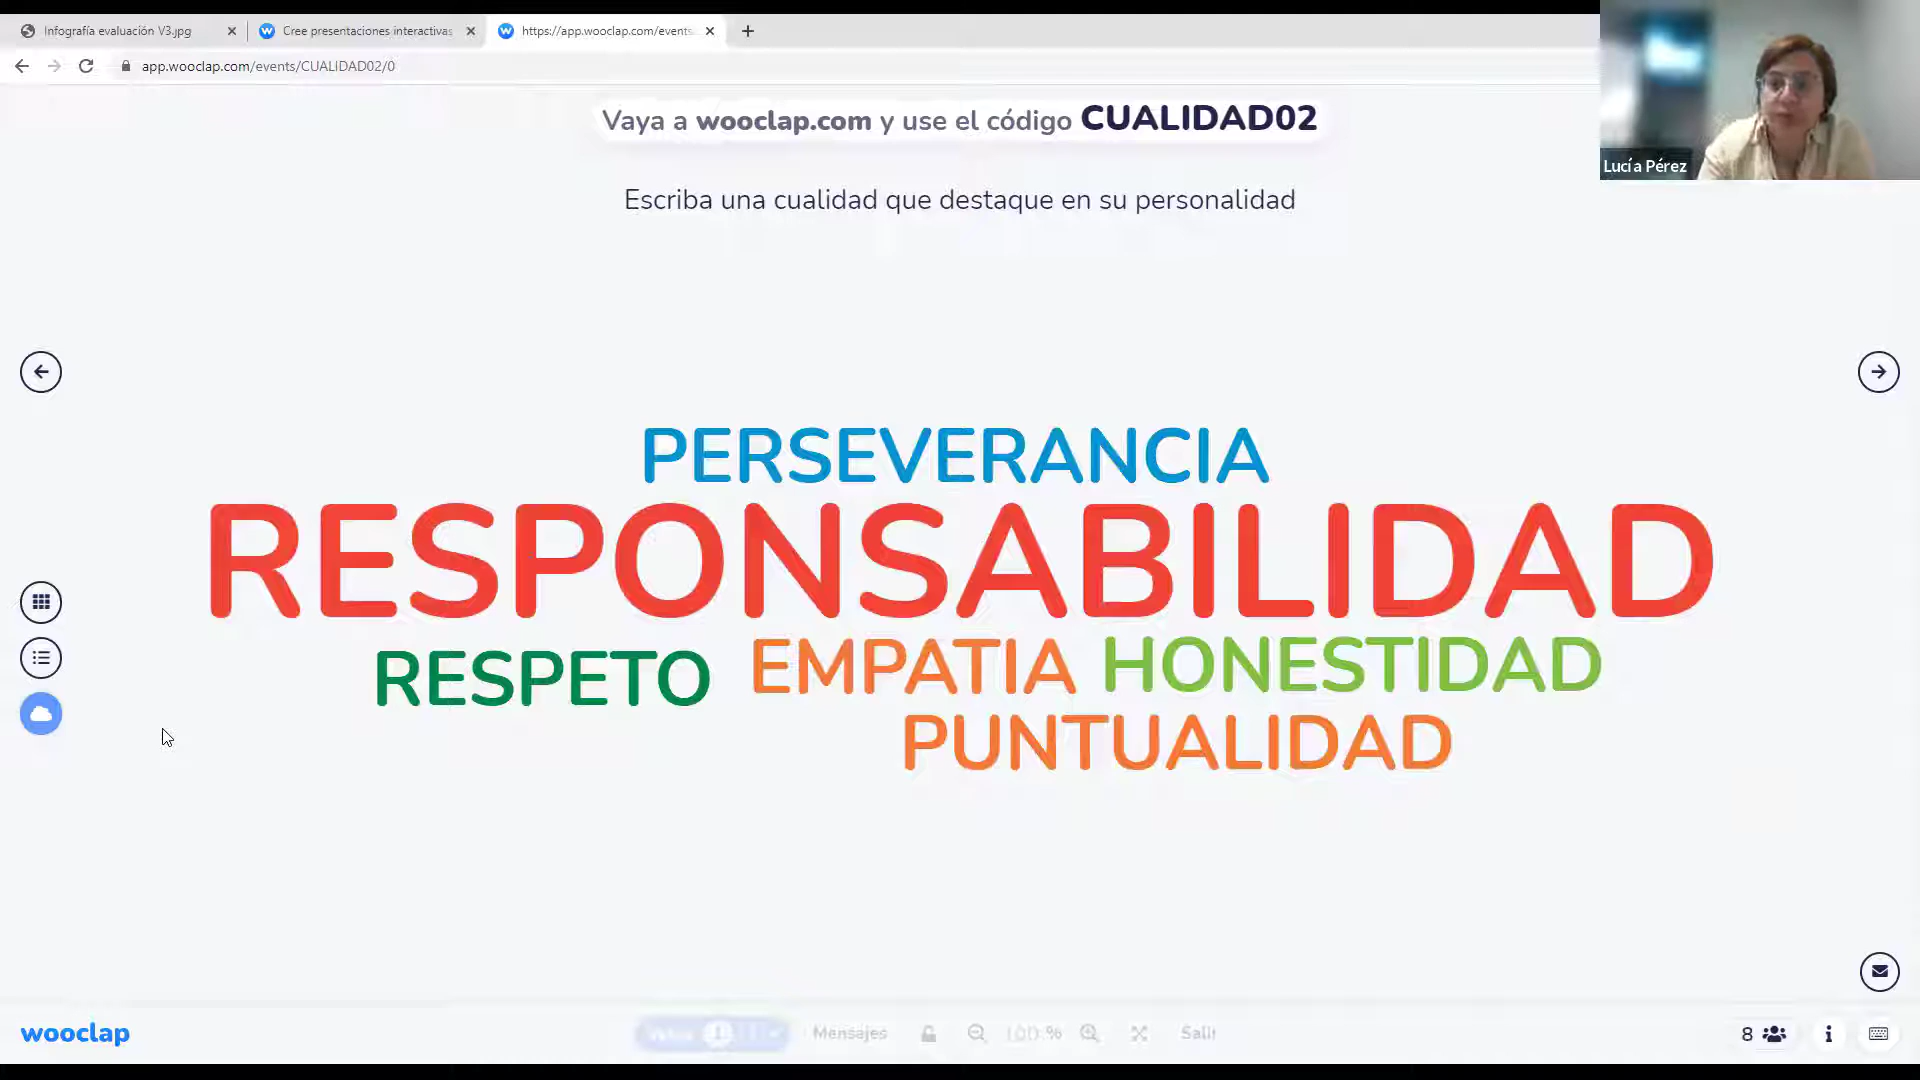 Infografía evaluación V3.jpg
Cree presentaciones interactivas
https://app.wooclap.com/events
app.wooclap.com/events/CUALIDAD02/0
Lucía Pérez
Vaya a wooclap.com y use el código CUALIDAD02
Escriba una cualidad que destaque en su personalidad
PERSEVERANCIA
RESPONSABILIDAD
RESPETO EMPATIA HONESTIDAD
PUNTUALIDAD
wooclap
Mensajes
100 %
Salir
8